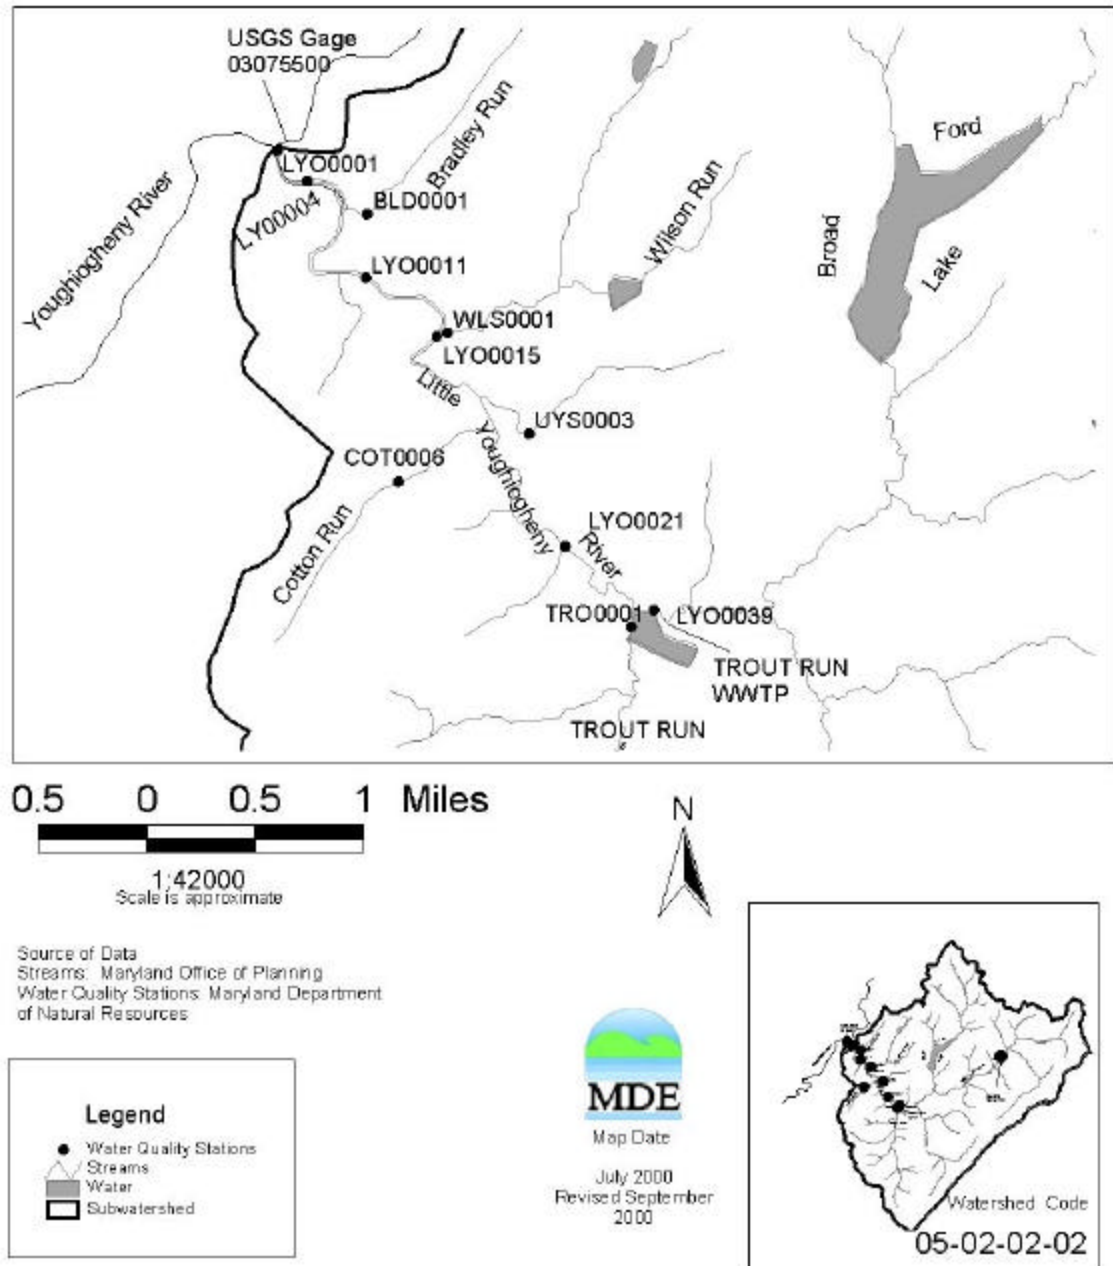 USGS Gage
03075500
LYO0001
LY00004
Bradley Run
BLD0001
Youghiogheny River
LYO0011
Wilson Run
Ford
Broad
Lake
WLS0001
LYO0015
Little
UYS0003
Youghiogheny
COT0006
Cotton Run
LYO0021
River
TRO0001
LYO0039
TROUT RUN
WWTP
TROUT RUN
0.5 0 0.5 1 Miles
1:42000
Scale is approximate
N
Source of Data
Streams: Maryland Office of Planning
Water Quality Stations: Maryland Department
of Natural Resources
Legend
Water Quality Stations
Streams
Water
Subwatershed
MDE
Map Date
July 2000
Revised September
2000
Watershed Code
05-02-02-02